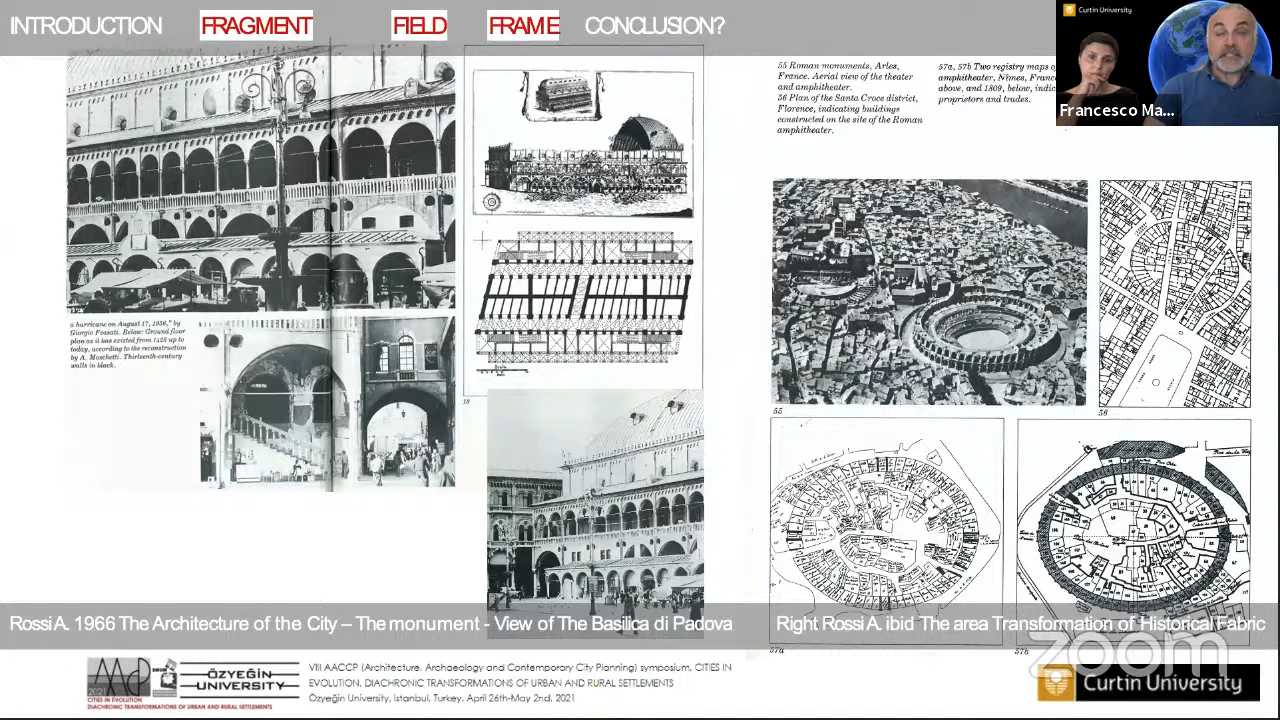 INTRODUCTION FRAGMENT FIELD FRAME CONCLUSION?
Curtin University
Francesco Ma...
55 Roman monuments, Arles,
France. Aerial view of the theater
and amphitheater.
56 Plan of the Santa Croce district,
Florence, indicating buildings
constructed on the site of the Roman
amphitheater.
57a, 57b Two registry maps o
amphitheater, Nîmes, Franc
above, and 1809, below, indic
proprietors and trades.
a hurricane on August 17, 1956," by
Giorgio Fossati. Below: Ground floor
plan as it has existed from 1425 up to
today, according to the reconstruction
by A. Moschetti. Thirteenth-century
walls in black.
18
55
56
57a
57b
Rossi A. 1966 The Architecture of the City – The monument - View of The Basilica di Padova
Right Rossi A. ibid The area Transformation of Historical Fabric
zoom
2021
CITIES IN EVOLUTION
DIACHRONIC TRANSFORMATIONS OF URBAN AND RURAL SETTLEMENTS
ÖZYEĞİN
UNIVERSITY
VIII AACCP (Architecture, Archaeology and Contemporary City Planning) symposium, CITIES IN
EVOLUTION, DIACHRONIC TRANSFORMATIONS OF URBAN AND RURAL SETTLEMENTS
Özyeğin University, Istanbul, Turkey, April 26th-May 2nd, 2021
Curtin University